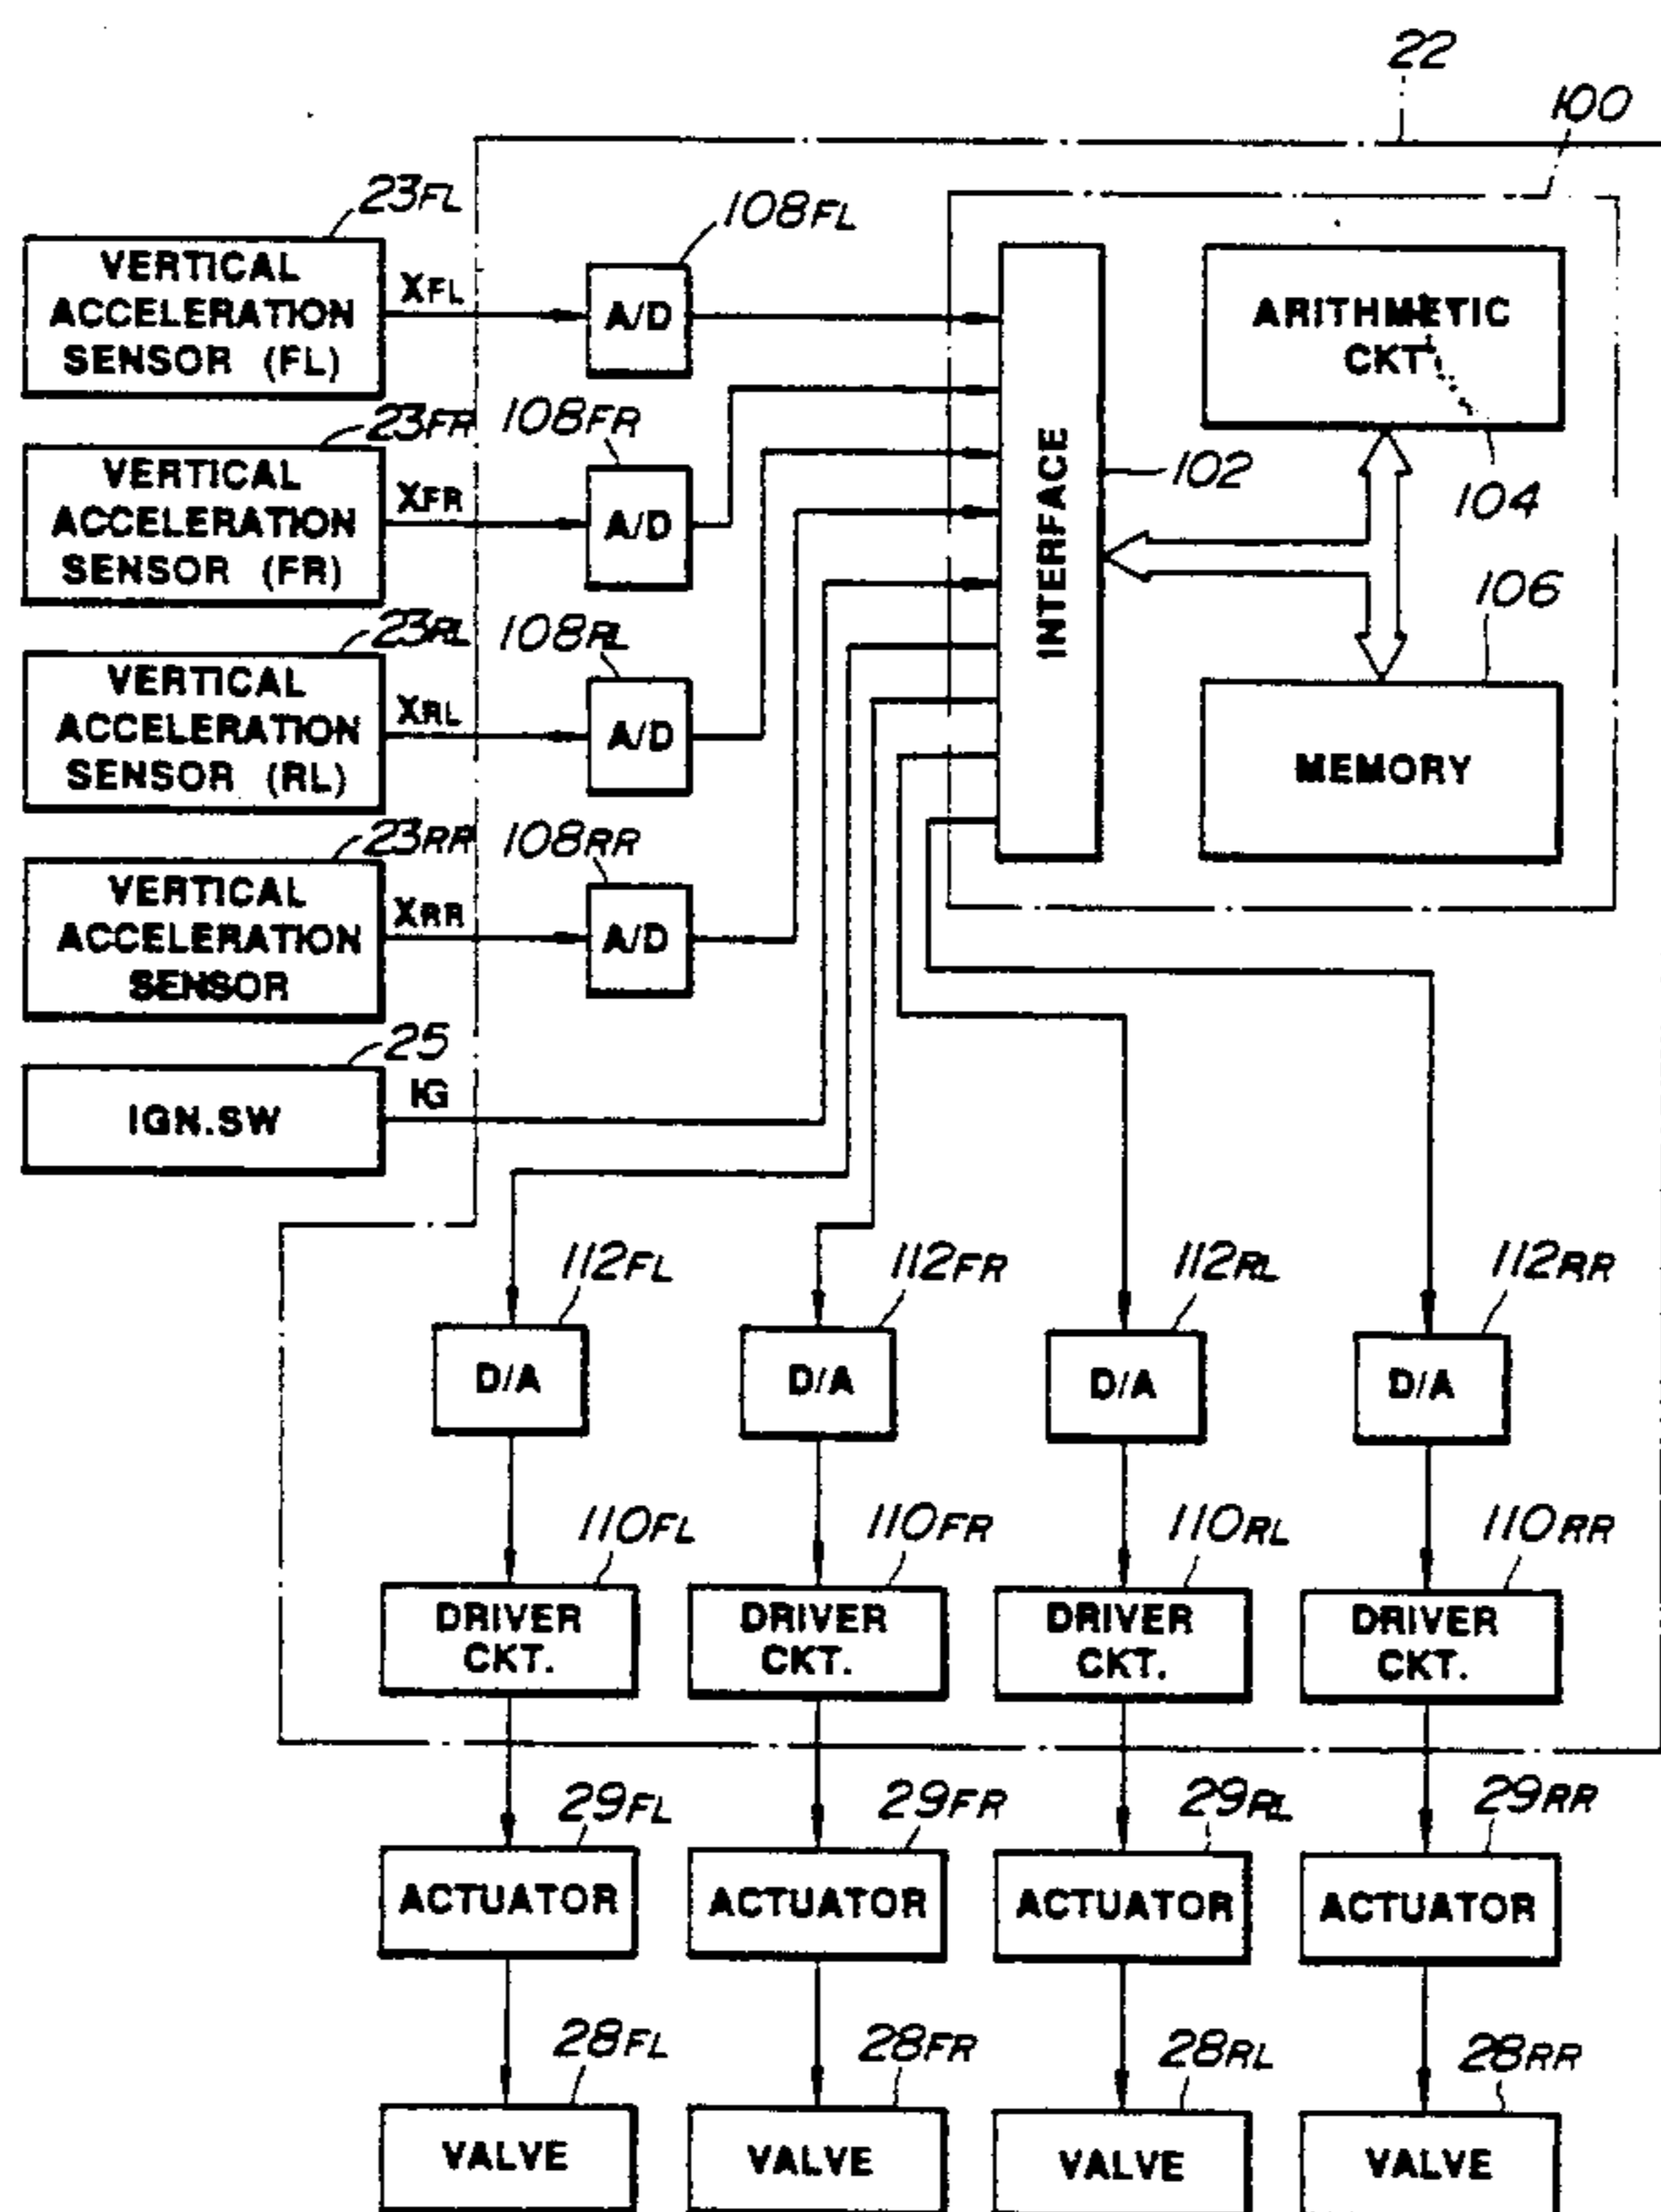 22
100
23FL
108FL
VERTICAL
ACCELERATION
SENSOR (FL)
XFL
A/D
ARITHMETIC
CKT
23FR
108FR
VERTICAL
ACCELERATION
SENSOR (FR)
XFR
A/D
INTERFACE
102
104
23RL
108RL
106
VERTICAL
ACCELERATION
SENSOR (RL)
XRL
A/D
MEMORY
23RR
108RR
VERTICAL
ACCELERATION
SENSOR
XRR
A/D
25
IGN.SW
IG
112FL
112FR
112RL
112RR
D/A
D/A
D/A
D/A
110FL
110FR
110RL
110RR
DRIVER
CKT.
DRIVER
CKT.
DRIVER
CKT.
DRIVER
CKT.
29FL
29FR
29RL
29RR
ACTUATOR
ACTUATOR
ACTUATOR
ACTUATOR
28FL
28FR
28RL
28RR
VALVE
VALVE
VALVE
VALVE